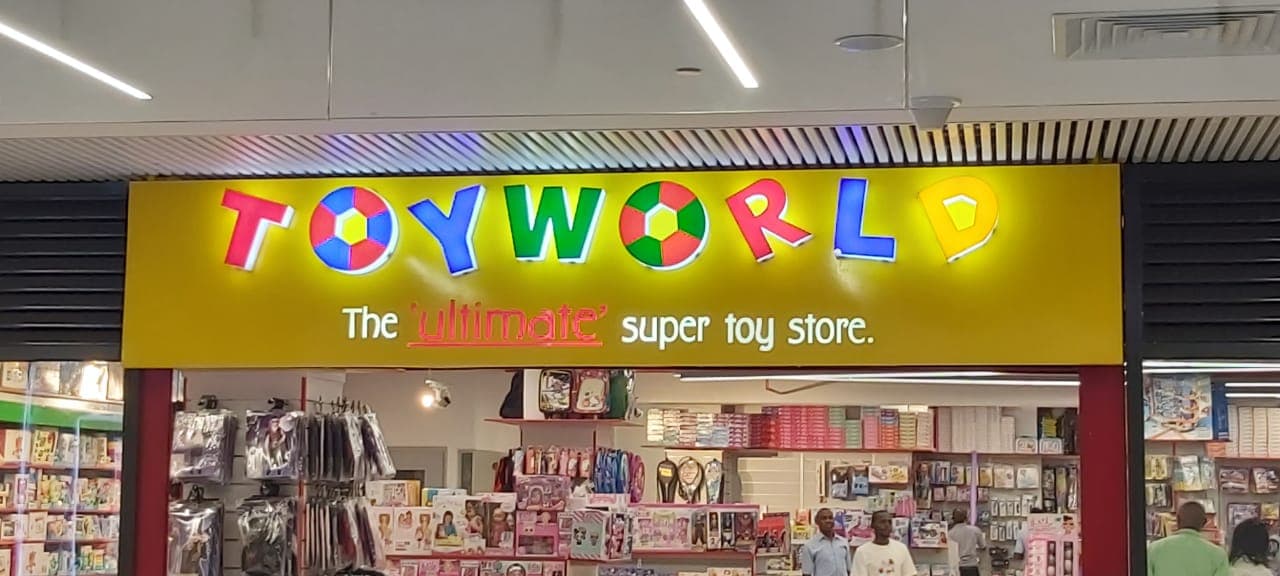 TOYWORLD
The 'ultimate' super toy store.